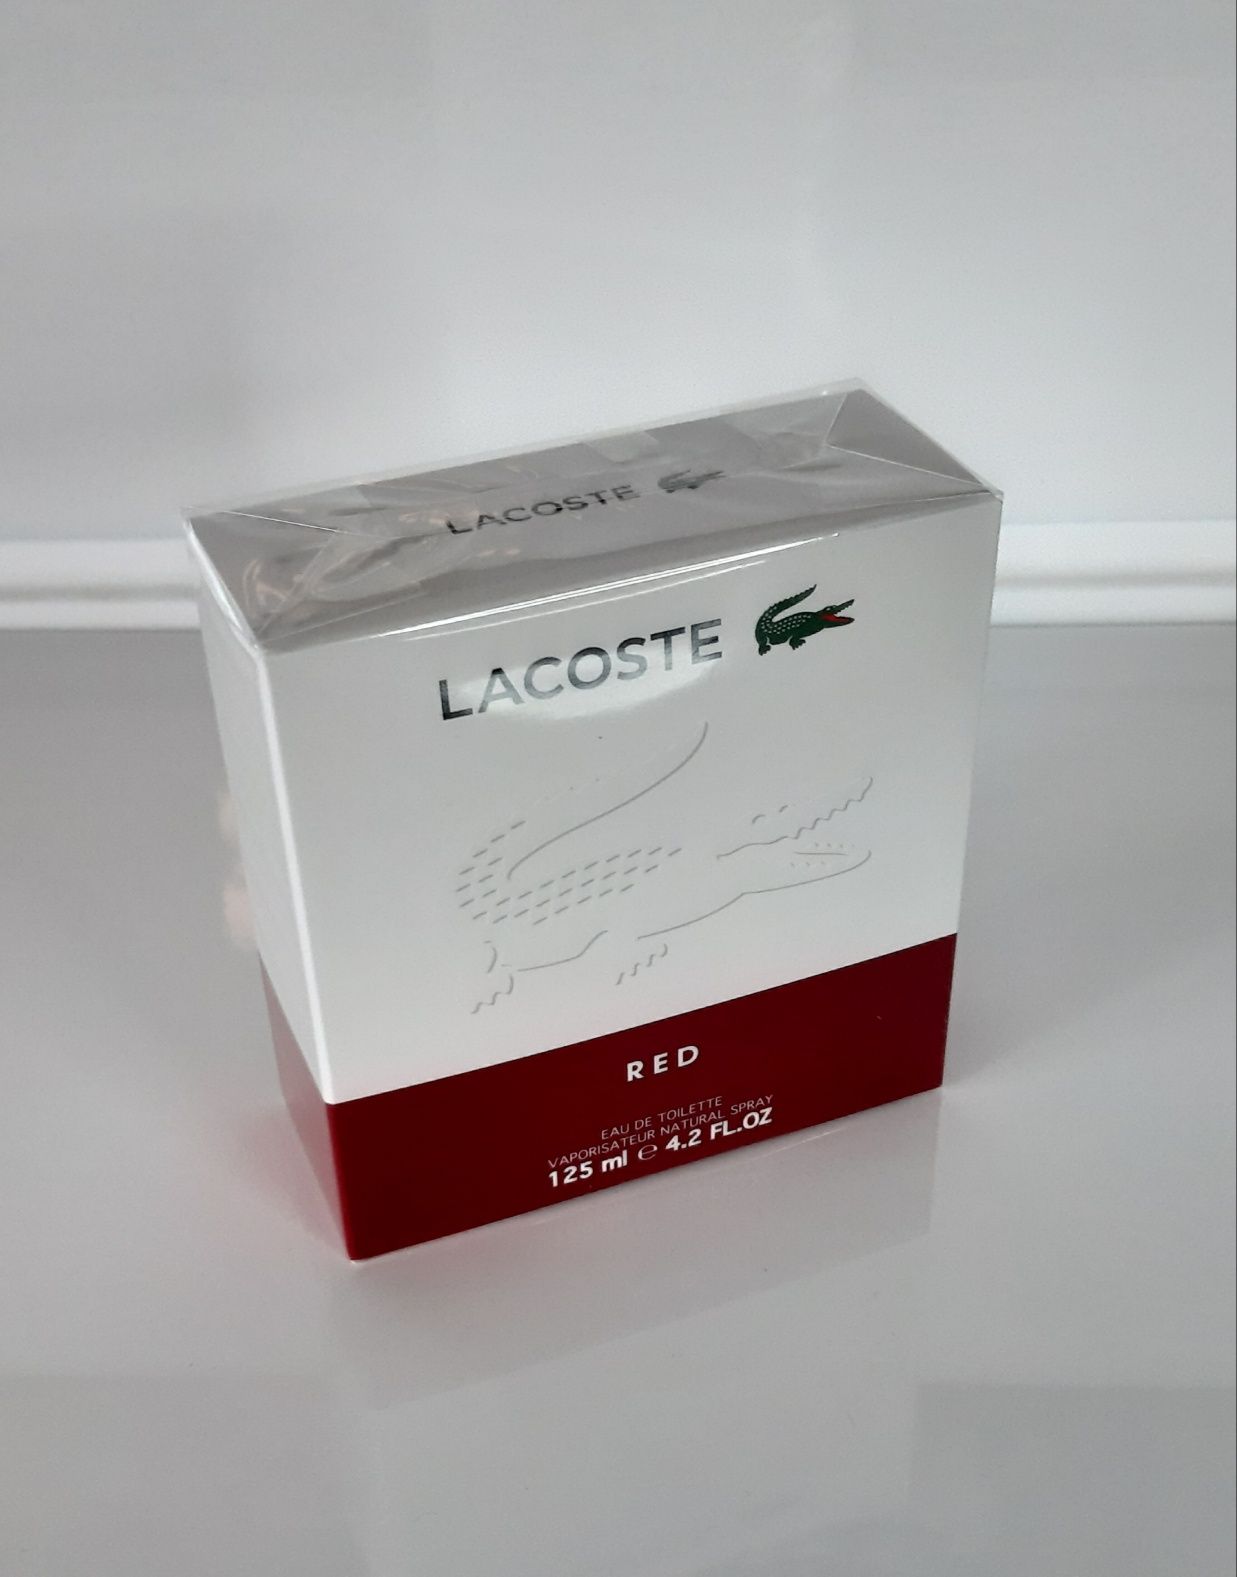 LACOSTE
LACOSTE
RED
EAU DE TOILETTE
VAPORISATEUR NATURAL SPRAY
125 ml ℮ 4.2 FL.OZ